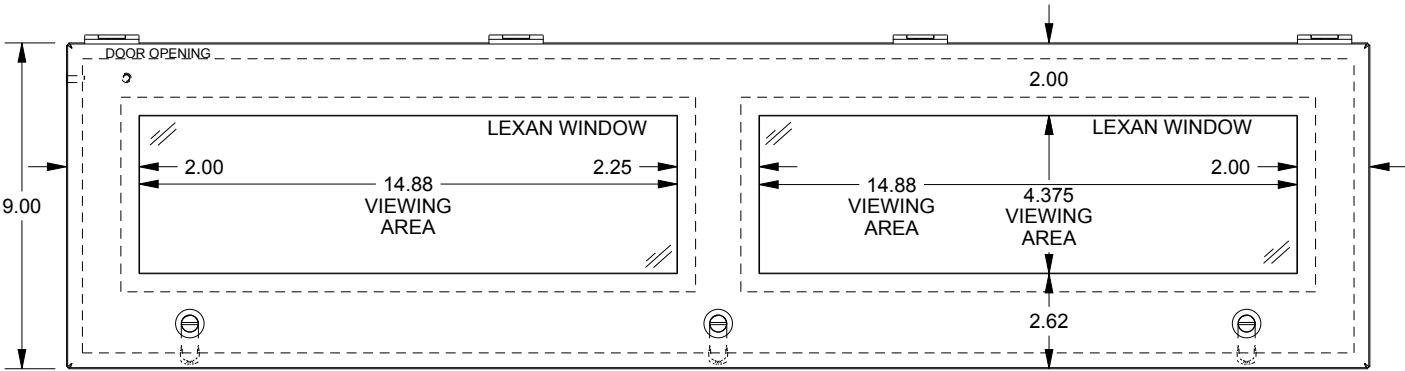 DOOR OPENING
2.00
LEXAN WINDOW
LEXAN WINDOW
2.00
2.25
2.00
14.88
VIEWING
AREA
14.88
VIEWING
AREA
4.375
VIEWING
AREA
9.00
2.62